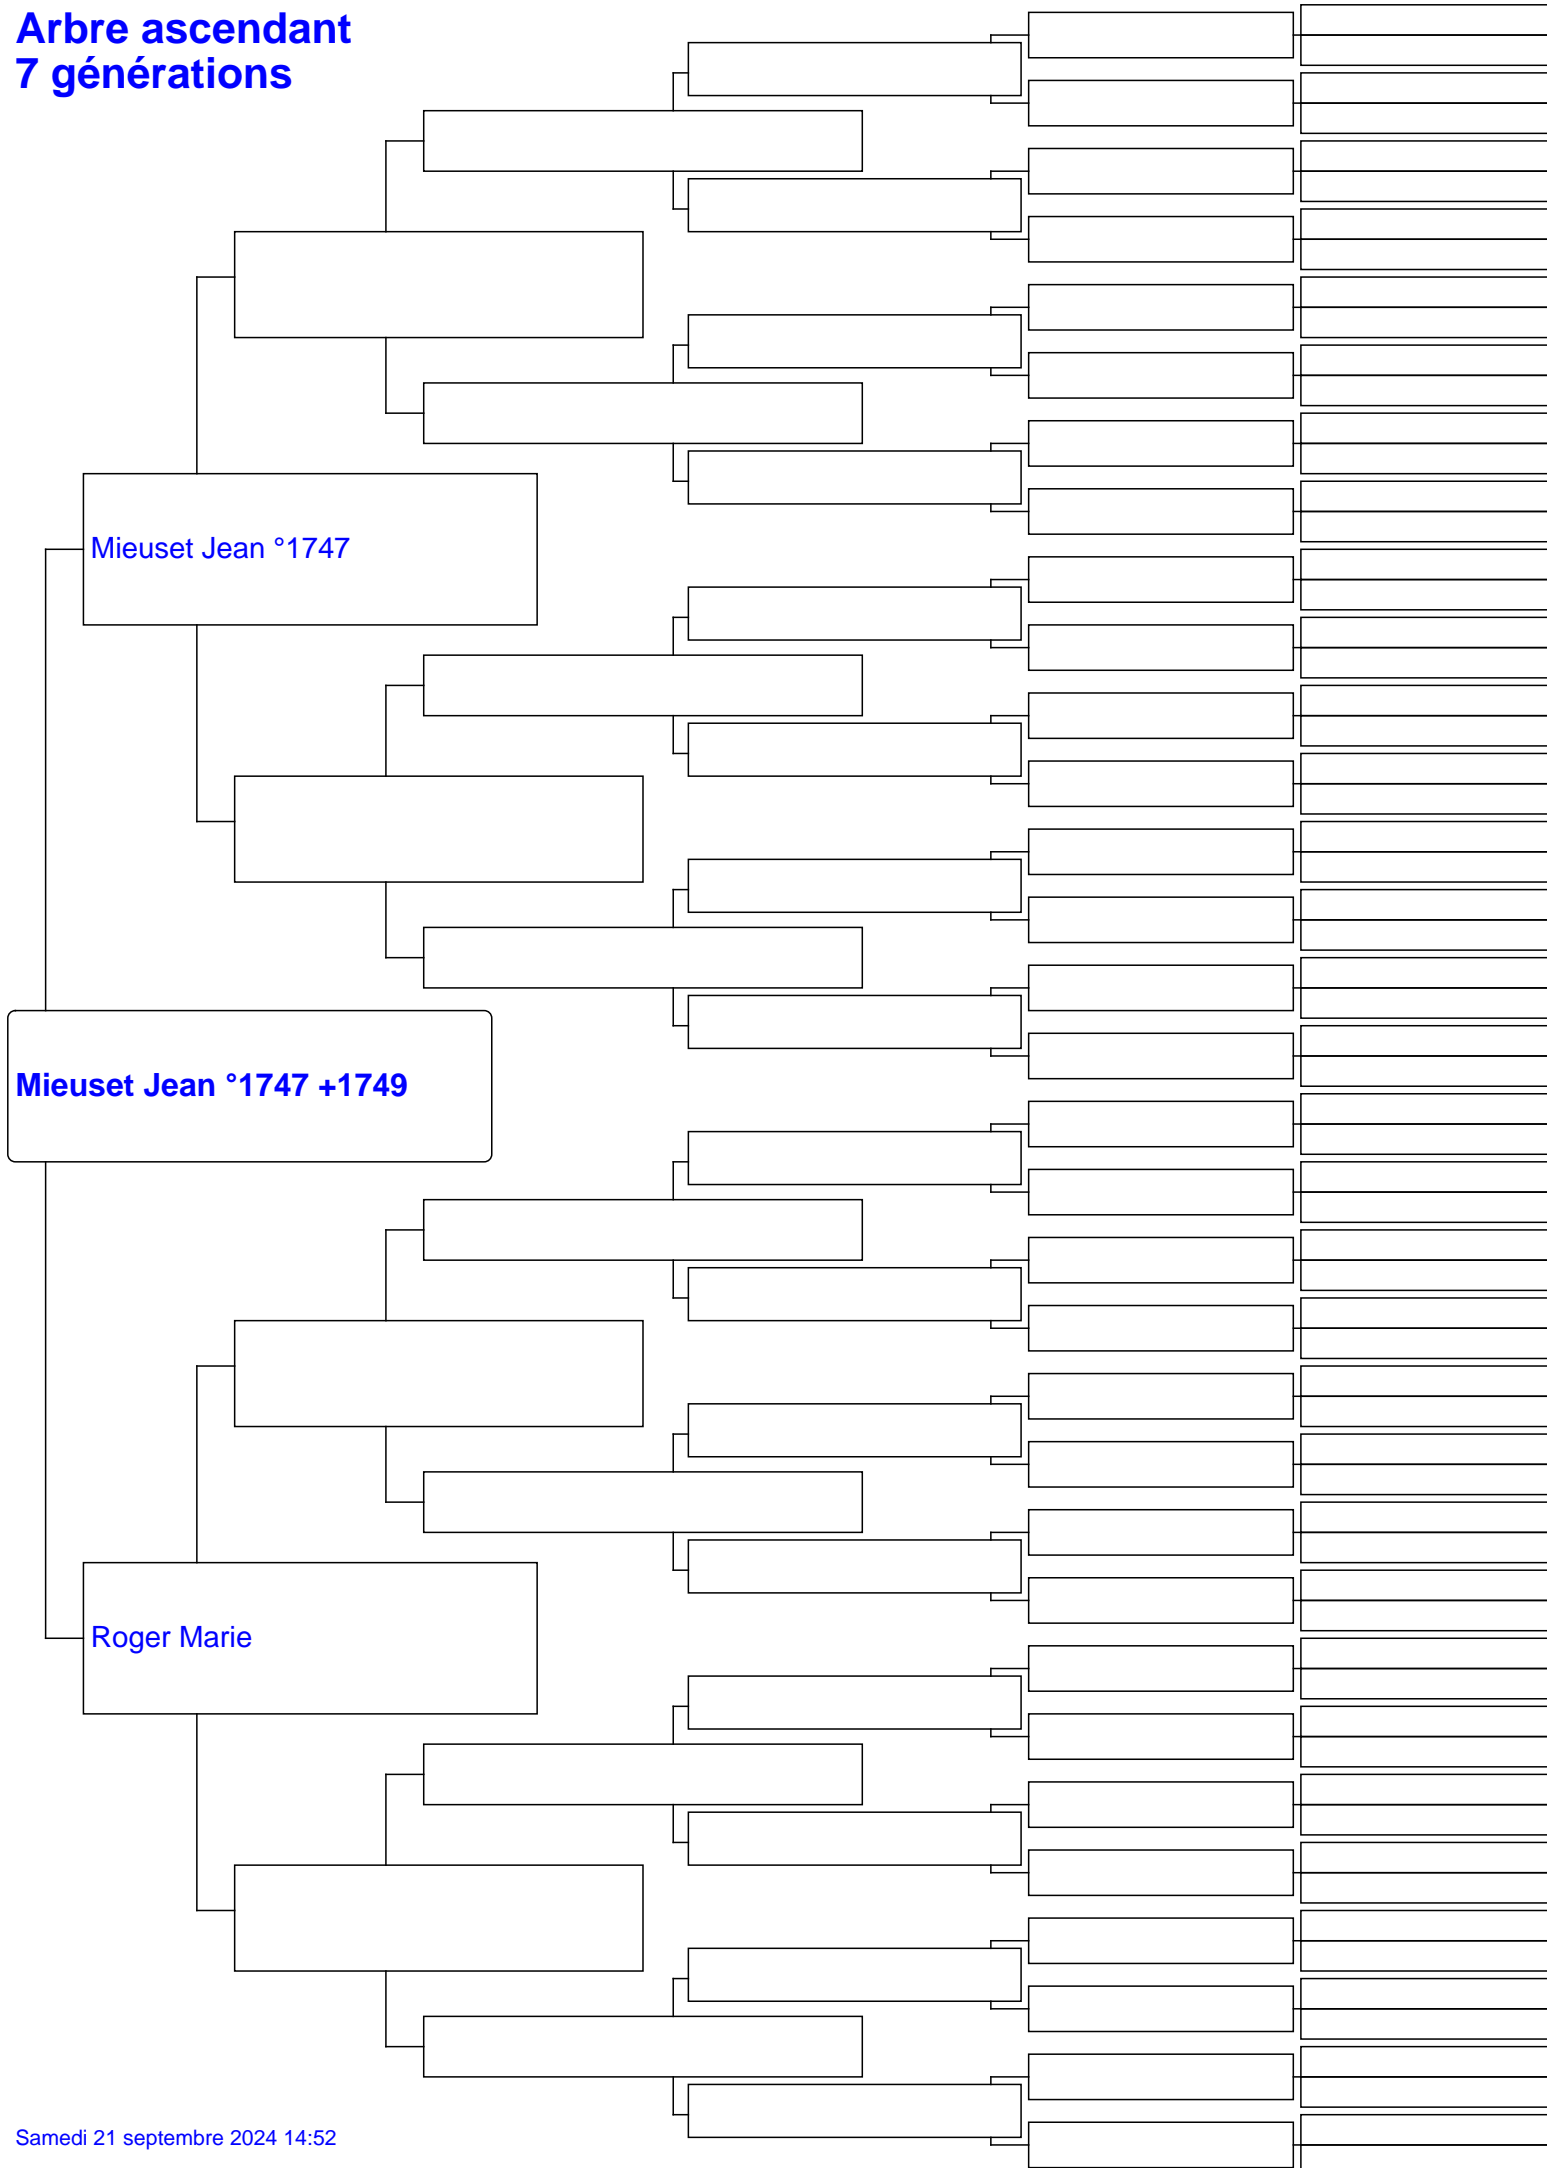 Arbre ascendant
7 générations
Mieuset Jean °1747
Mieuset Jean °1747 +1749
Roger Marie
Samedi 21 septembre 2024 14:52